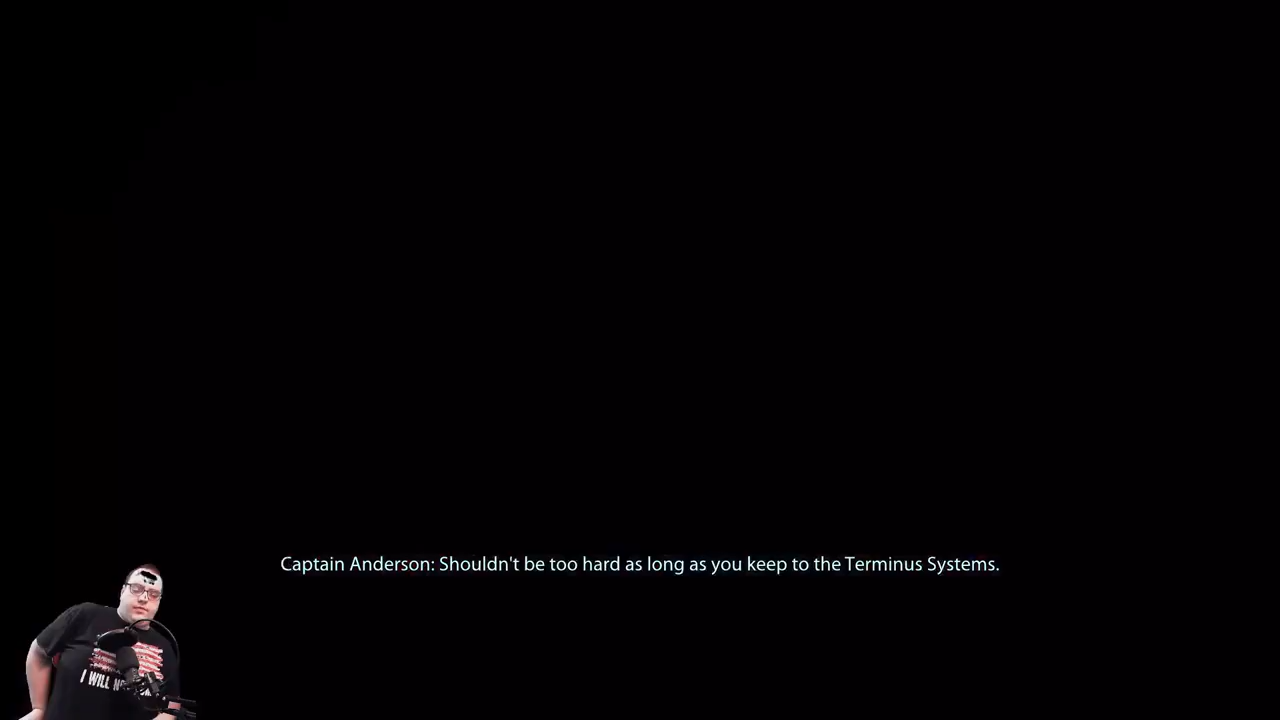 Captain Anderson: Shouldn't be too hard as long as you keep to the Terminus Systems.
I WILL